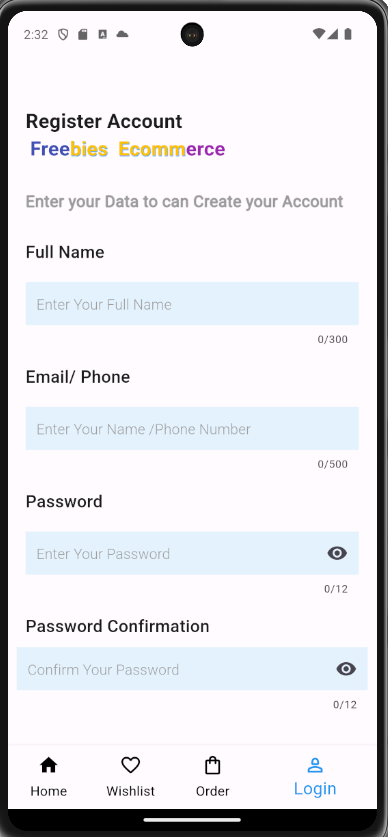 2:32
Register Account
Freebies Ecommerce
Enter your Data to can Create your Account
Full Name
Enter Your Full Name
0/300
Email/ Phone
Enter Your Name /Phone Number
0/500
Password
Enter Your Password
0/12
Password Confirmation
Confirm Your Password
0/12
Home Wishlist Order Login